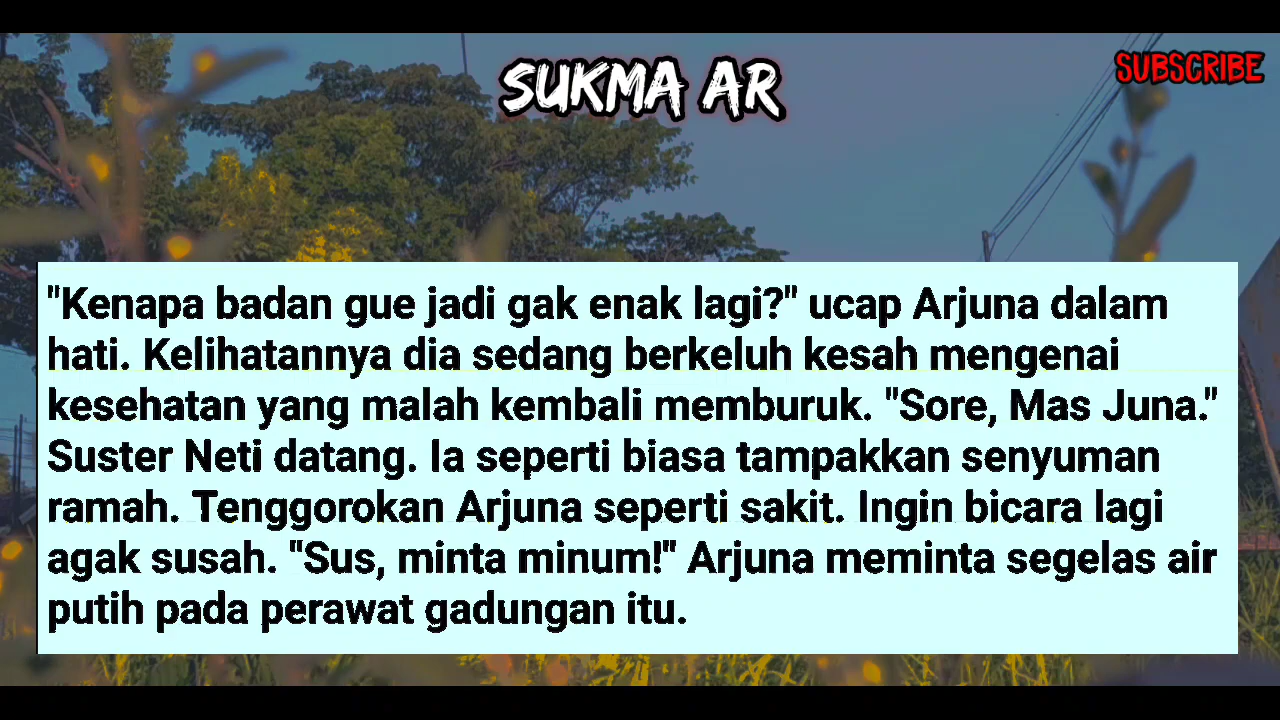 SUKMA AR
SUBSCRIBE
"Kenapa badan gue jadi gak enak lagi?" ucap Arjuna dalam
hati. Kelihatannya dia sedang berkeluh kesah mengenai
kesehatan yang malah kembali memburuk. "Sore, Mas Juna."
Suster Neti datang. Ia seperti biasa tampakkan senyuman
ramah. Tenggorokan Arjuna seperti sakit. Ingin bicara lagi
agak susah. "Sus, minta minum!" Arjuna meminta segelas air
putih pada perawat gadungan itu.